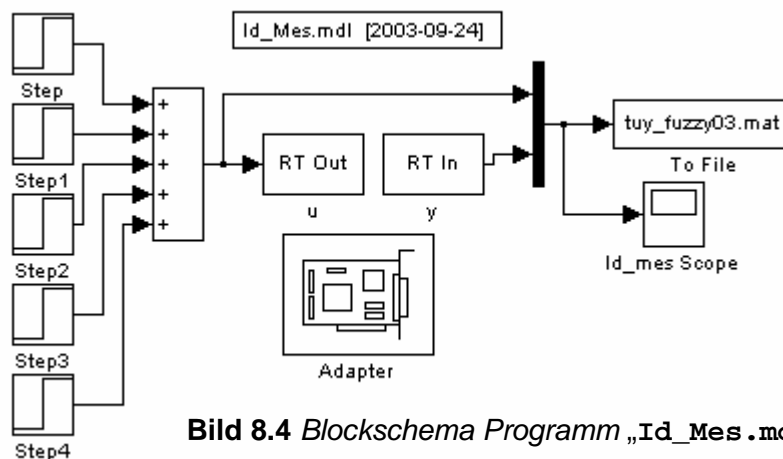 Id_Mes.mdl [2003-09-24]
Step
+
Step1
+
Step2
+
Step3
+
Step4
+
RT Out
u
RT In
y
tuy_fuzzy03.mat
To File
Id_mes Scope
Adapter
Bild 8.4 Blockschema Programm „Id_Mes.md